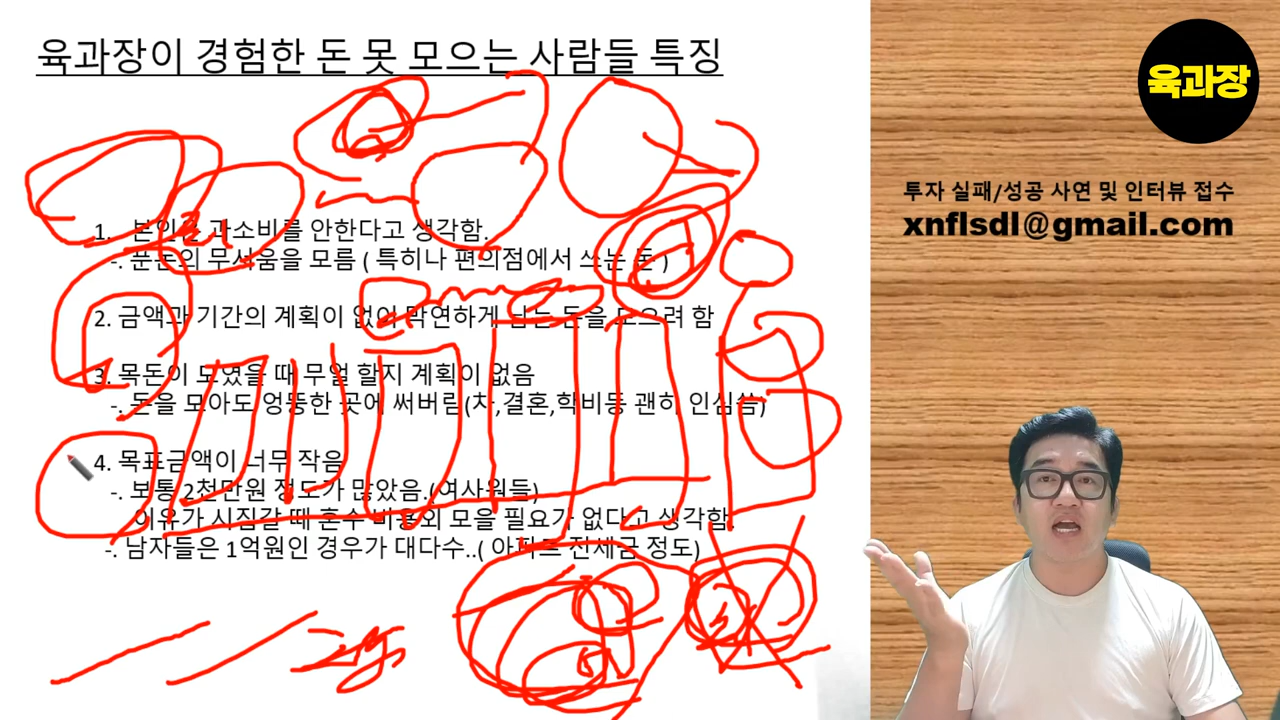 육과장이 경험한 돈 못 모으는 사람들 특징
육과장
투자 실패/성공 사연 및 인터뷰 접수
xnflsdl@gmail.com
1. 본인은 과소비를 안한다고 생각함.
-. 푼돈의 무서움을 모름 ( 특히나 편의점에서 쓰는 돈 )
2. 금액과 기간의 계획이 없이 막연하게 남는 돈을 모으려 함
3. 목돈이 모였을 때 무얼 할지 계획이 없음
-. 돈을 모아도 엉뚱한 곳에 써버림(차,결혼,학비등 괜히 인심씀)
4. 목표금액이 너무 작음
-. 보통 2천만원 정도가 많았음.(여사원들)
이유가 시집갈 때 혼수 비용외 모을 필요가 없다고 생각함.
-. 남자들은 1억원인 경우가 대다수..( 아파트 전세금 정도)